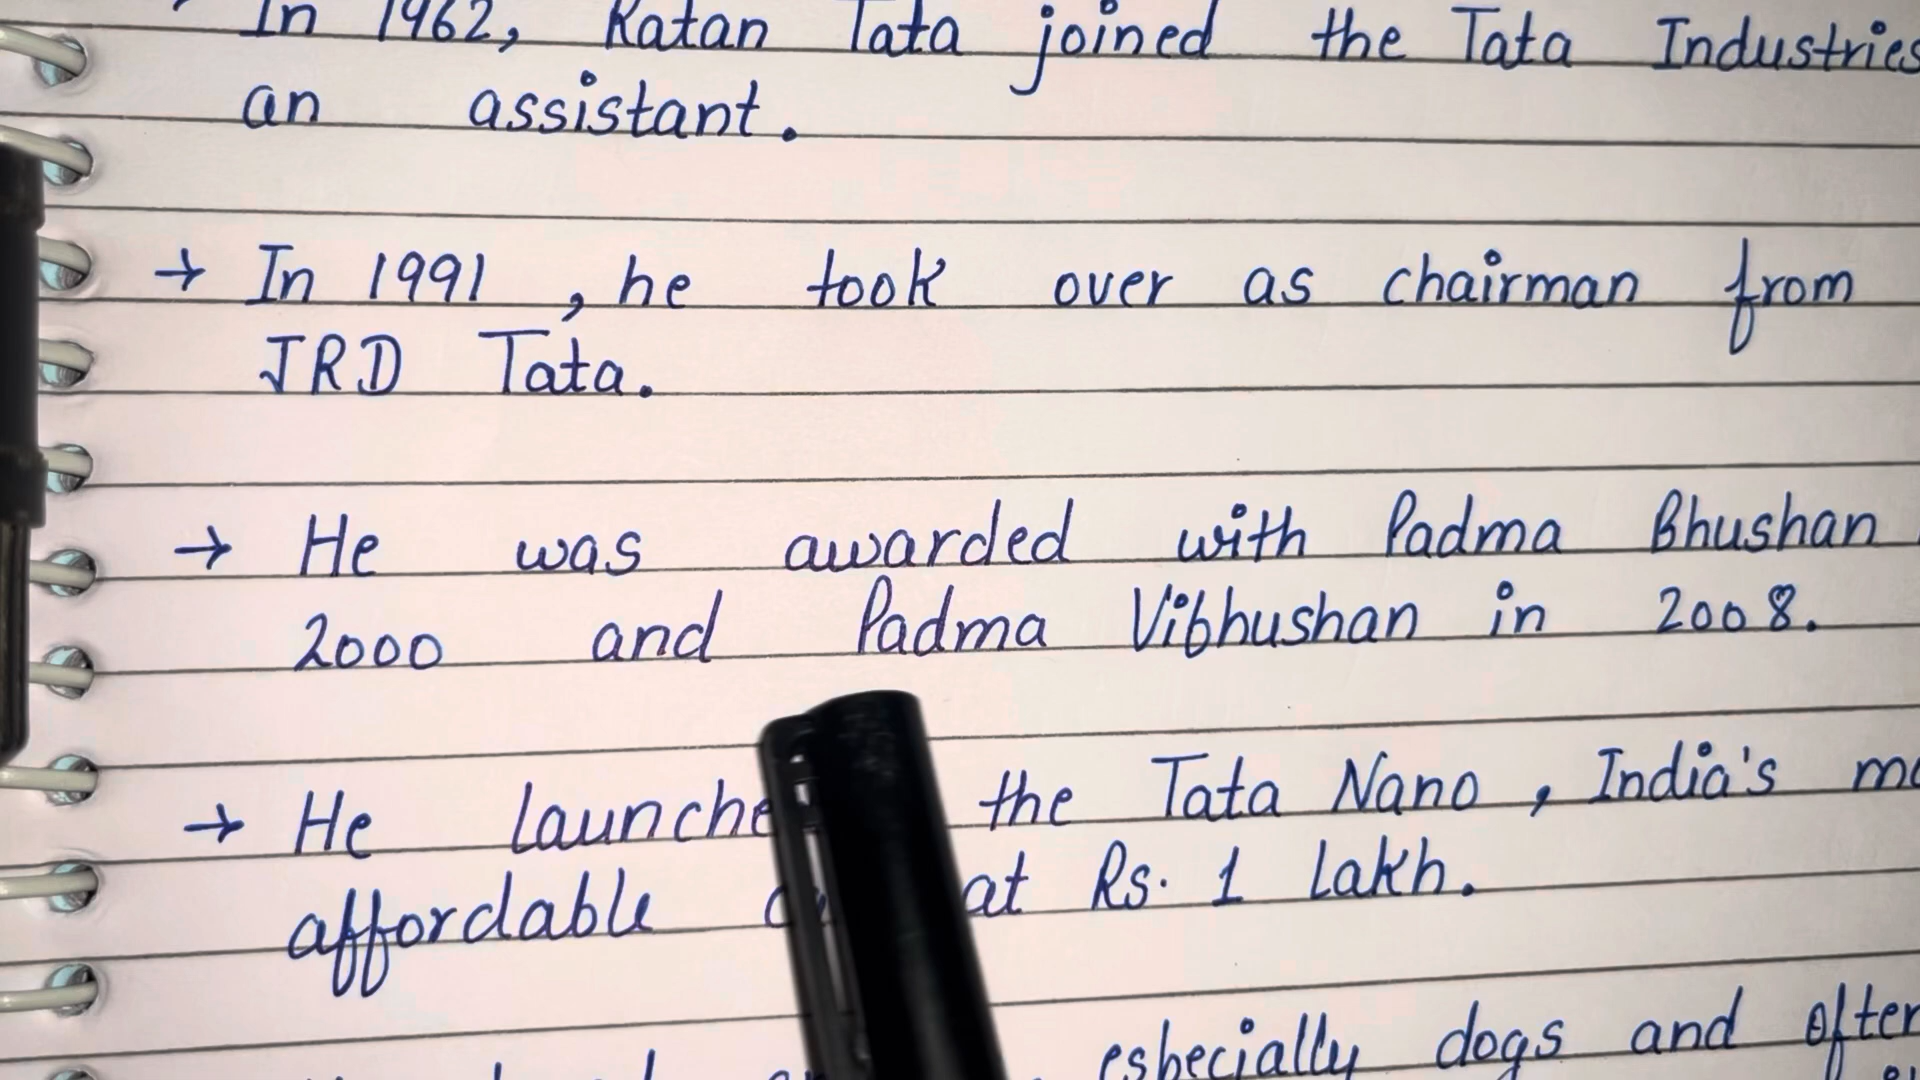 In 1962, Ratan Tata joined the Tata Industries
an assistant.
→ In 1991, he took over as chairman from
JRD Tata.
→ He was awarded with Padma Bhushan
2000 and Padma Vibhushan in 2008.
→ He the Tata Nano, India's
affordable at Rs. 1 lakh.
especially dogs and often